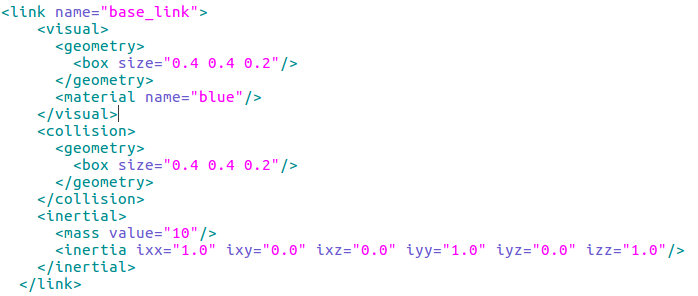 <link name="base_link">
    <visual>
      <geometry>
        <box size="0.4 0.4 0.2"/>
      </geometry>
      <material name="blue"/>
    </visual>
    <collision>
      <geometry>
        <box size="0.4 0.4 0.2"/>
      </geometry>
    </collision>
    <inertial>
      <mass value="10"/>
      <inertia ixx="1.0" ixy="0.0" ixz="0.0" iyy="1.0" iyz="0.0" izz="1.0"/>
    </inertial>
  </link>